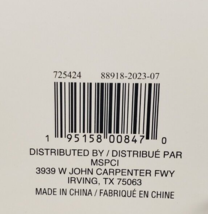 725424 88918-2023-07
1 95158 00847 0
DISTRIBUTED BY / DISTRIBUÉ PAR
MSPCI
3939 W JOHN CARPENTER FWY
IRVING, TX 75063
MADE IN CHINA / FABRIQUÉ EN CHINE